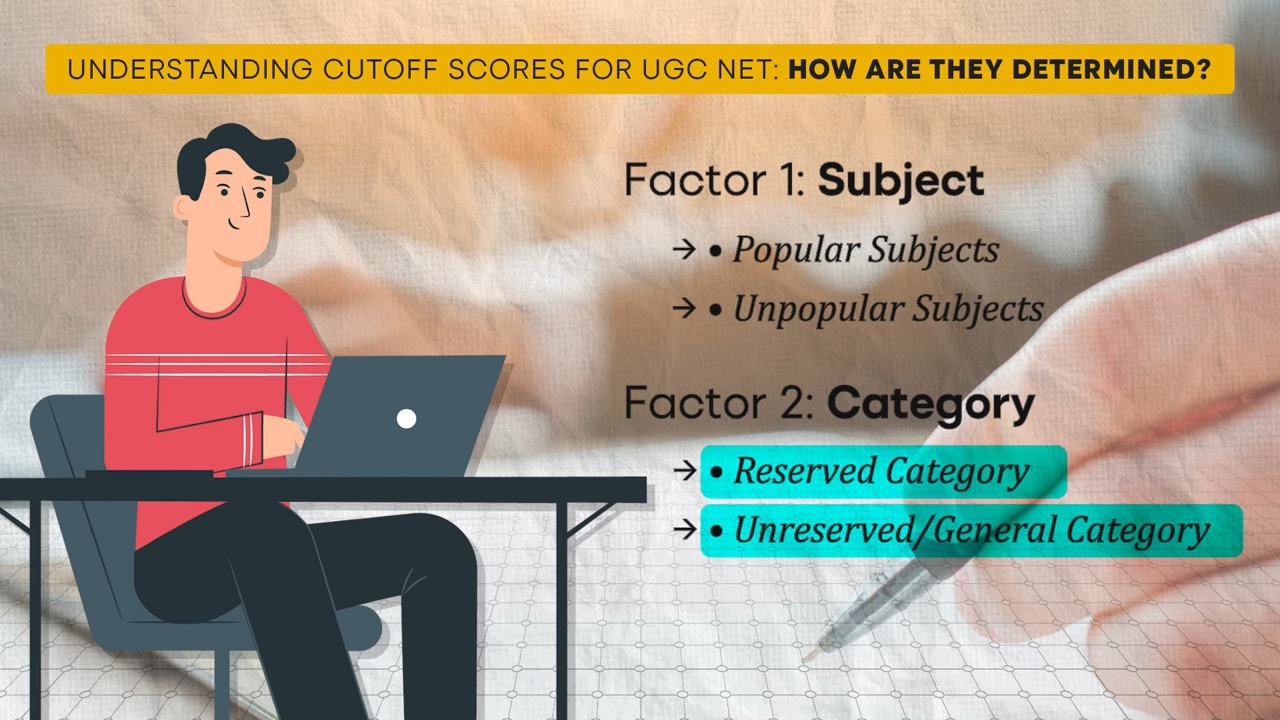 UNDERSTANDING CUTOFF SCORES FOR UGC NET: HOW ARE THEY DETERMINED?
Factor 1: Subject
→ • Popular Subjects
→ • Unpopular Subjects
Factor 2: Category
→ • Reserved Category
→ • Unreserved/General Category